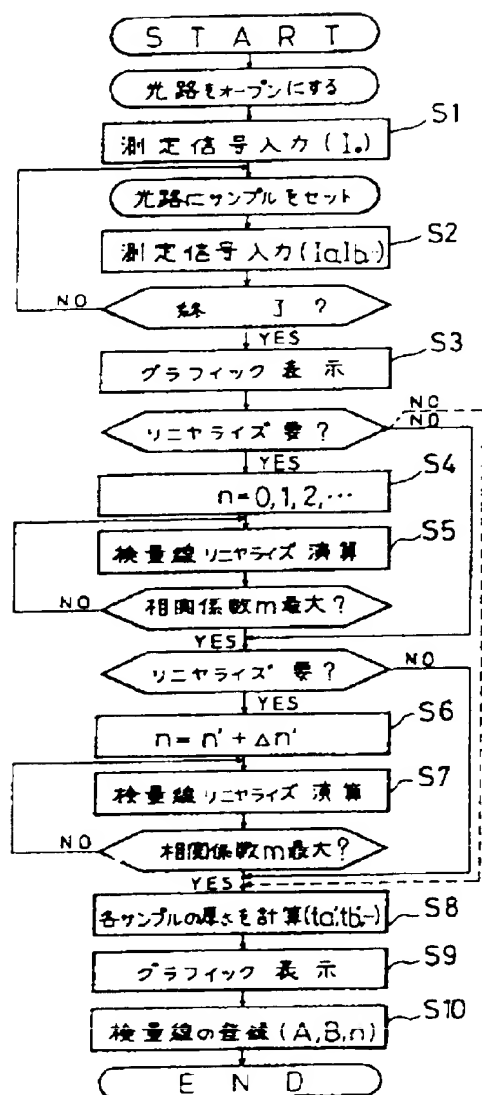 START
光路をオープンにする
S1
測定信号入力(I₀)
光路にサンプルをセット
S2
測定信号入力(Ia Ib…)
NO
終了?
YES
S3
グラフィック表示
NO
リニヤライズ要?
NO
YES
S4
n=0,1,2,…
S5
検量線リニヤライズ演算
NO
相関係数m最大?
YES
リニヤライズ要?
NO
YES
S6
n=n'+Δn'
S7
検量線リニヤライズ演算
NO
相関係数m最大?
YES
S8
各サンプルの厚さを計算(ta',tb'…)
S9
グラフィック表示
S10
検量線の登録(A,B,n)
END